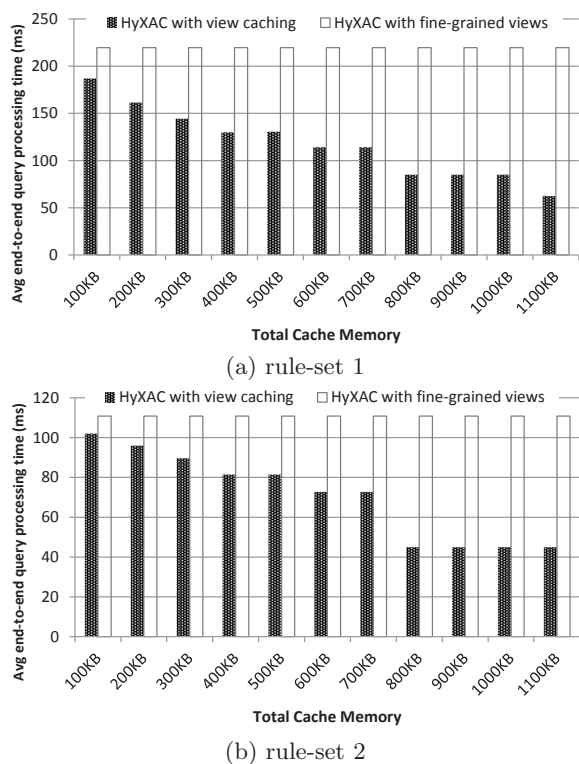 HyXAC with view caching HyXAC with fine-grained views
Avg end-to-end query processing time (ms)
250
200
150
100
50
0
100KB 200KB 300KB 400KB 500KB 600KB 700KB 800KB 900KB 1000KB 1100KB
Total Cache Memory
(a) rule-set 1
HyXAC with view caching HyXAC with fine-grained views
Avg end-to-end query processing time (ms)
120
100
80
60
40
20
0
100KB 200KB 300KB 400KB 500KB 600KB 700KB 800KB 900KB 1000KB 1100KB
Total Cache Memory
(b) rule-set 2